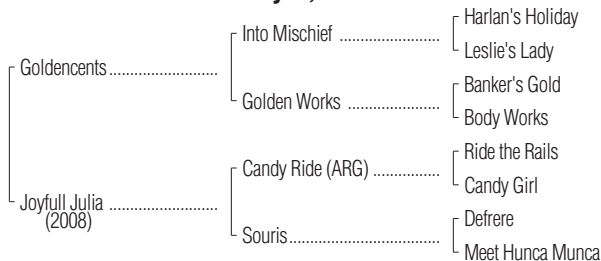 Harlan's Holiday
Into Mischief ..................
Leslie's Lady
Goldencents....................
Banker's Gold
Golden Works .................
Body Works
Ride the Rails
Candy Ride (ARG) ............
Candy Girl
Joyfull Julia ....................
(2008)
Defrere
Souris............................
Meet Hunca Munca